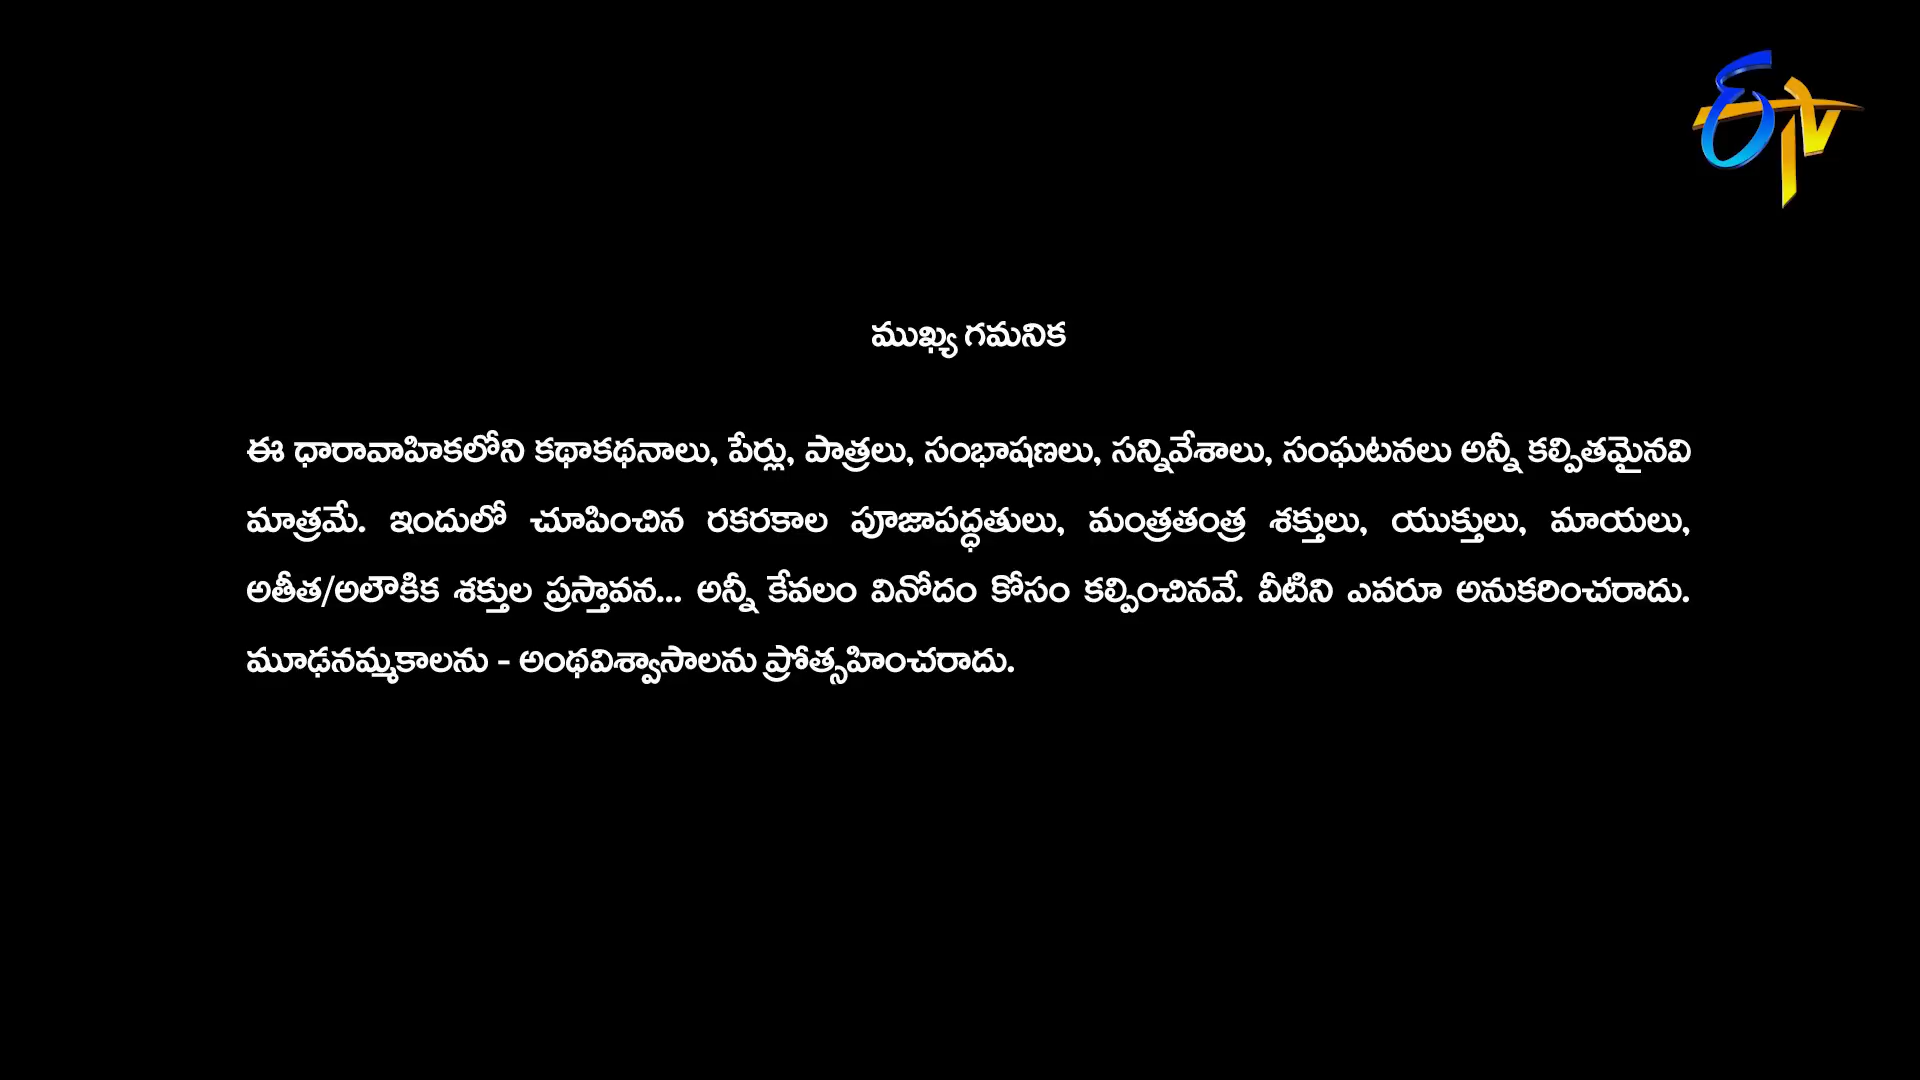 ETV
ముఖ్య గమనిక
ఈ ధారావాహికలోని కథాకథనాలు, పేర్లు, పాత్రలు, సంభాషణలు, సన్నివేశాలు, సంఘటనలు అన్నీ కల్పితమైనవి
మాత్రమే. ఇందులో చూపించిన రకరకాల పూజాపద్ధతులు, మంత్రతంత్ర శక్తులు, యుక్తులు, మాయలు,
అతీత/అలౌకిక శక్తుల ప్రస్తావన... అన్నీ కేవలం వినోదం కోసం కల్పించినవే. వీటిని ఎవరూ అనుకరించరాదు.
మూఢనమ్మకాలను - అంధవిశ్వాసాలను ప్రోత్సహించరాదు.